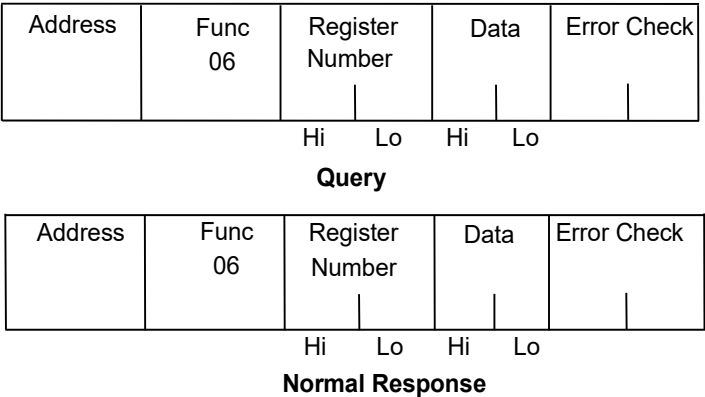 Address Func Register Data Error Check
06 Number
Hi Lo Hi Lo
Query
Address Func Register Data Error Check
06 Number
Hi Lo Hi Lo
Normal Response